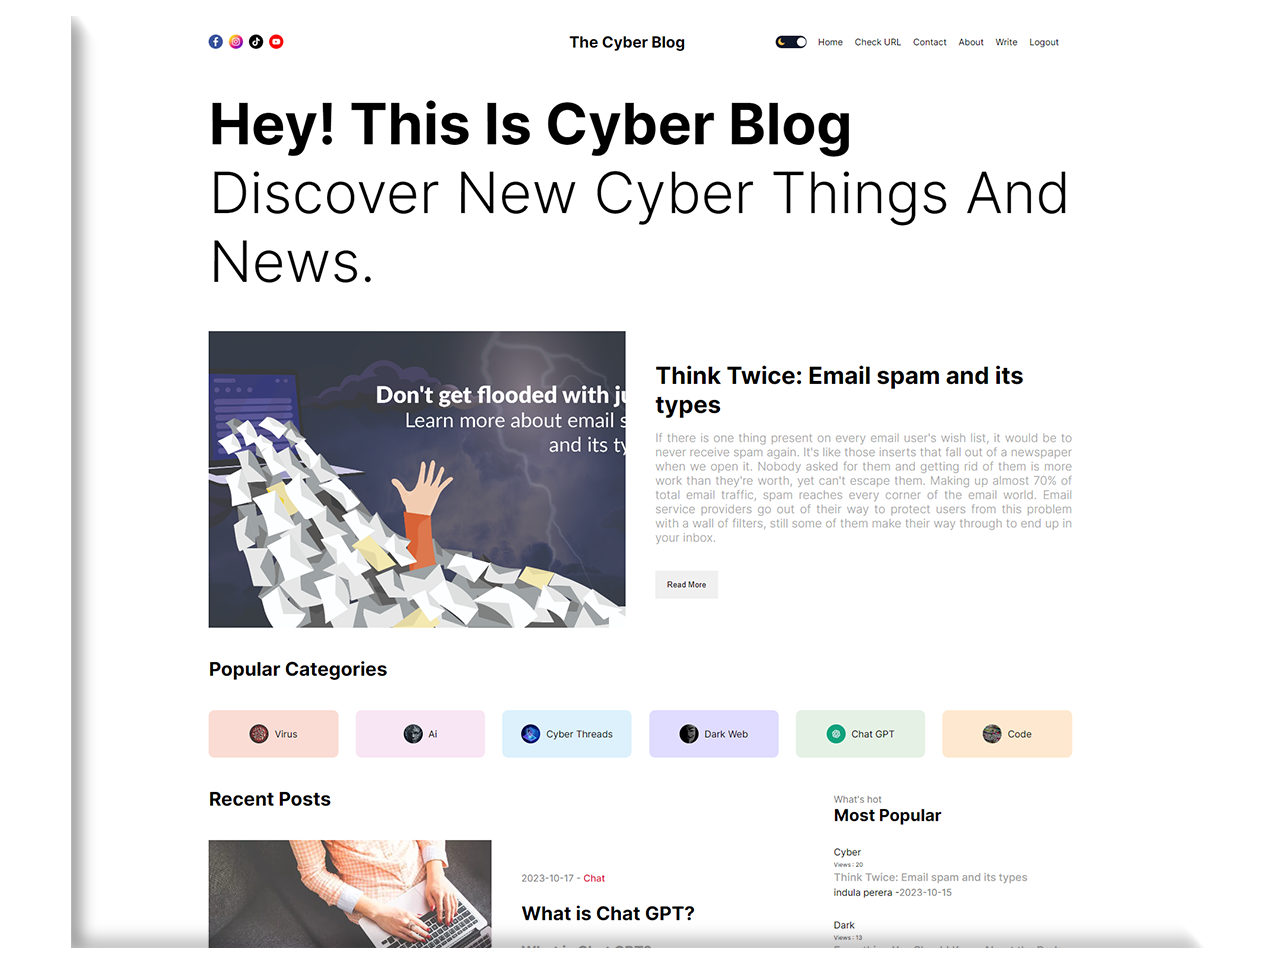 The Cyber Blog
Home Check URL Contact About Write Logout
Hey! This Is Cyber Blog
Discover New Cyber Things And
News.
Don't get flooded with ju
Learn more about email s
and its ty
Think Twice: Email spam and its
types
If there is one thing present on every email user's wish list, it would be to
never receive spam again. It's like those inserts that fall out of a newspaper
when we open it. Nobody asked for them and getting rid of them is more
work than they're worth, yet can't escape them. Making up almost 70% of
total email traffic, spam reaches every corner of the email world. Email
service providers go out of their way to protect users from this problem
with a wall of filters, still some of them make their way through to end up in
your inbox.
Read More
Popular Categories
Virus
Ai
Cyber Threads
Dark Web
Chat GPT
Code
Recent Posts
2023-10-17 - Chat
What is Chat GPT?
What is Chat GPT?
What's hot
Most Popular
Cyber
Views : 20
Think Twice: Email spam and its types
indula perera -2023-10-15
Dark
Views : 13